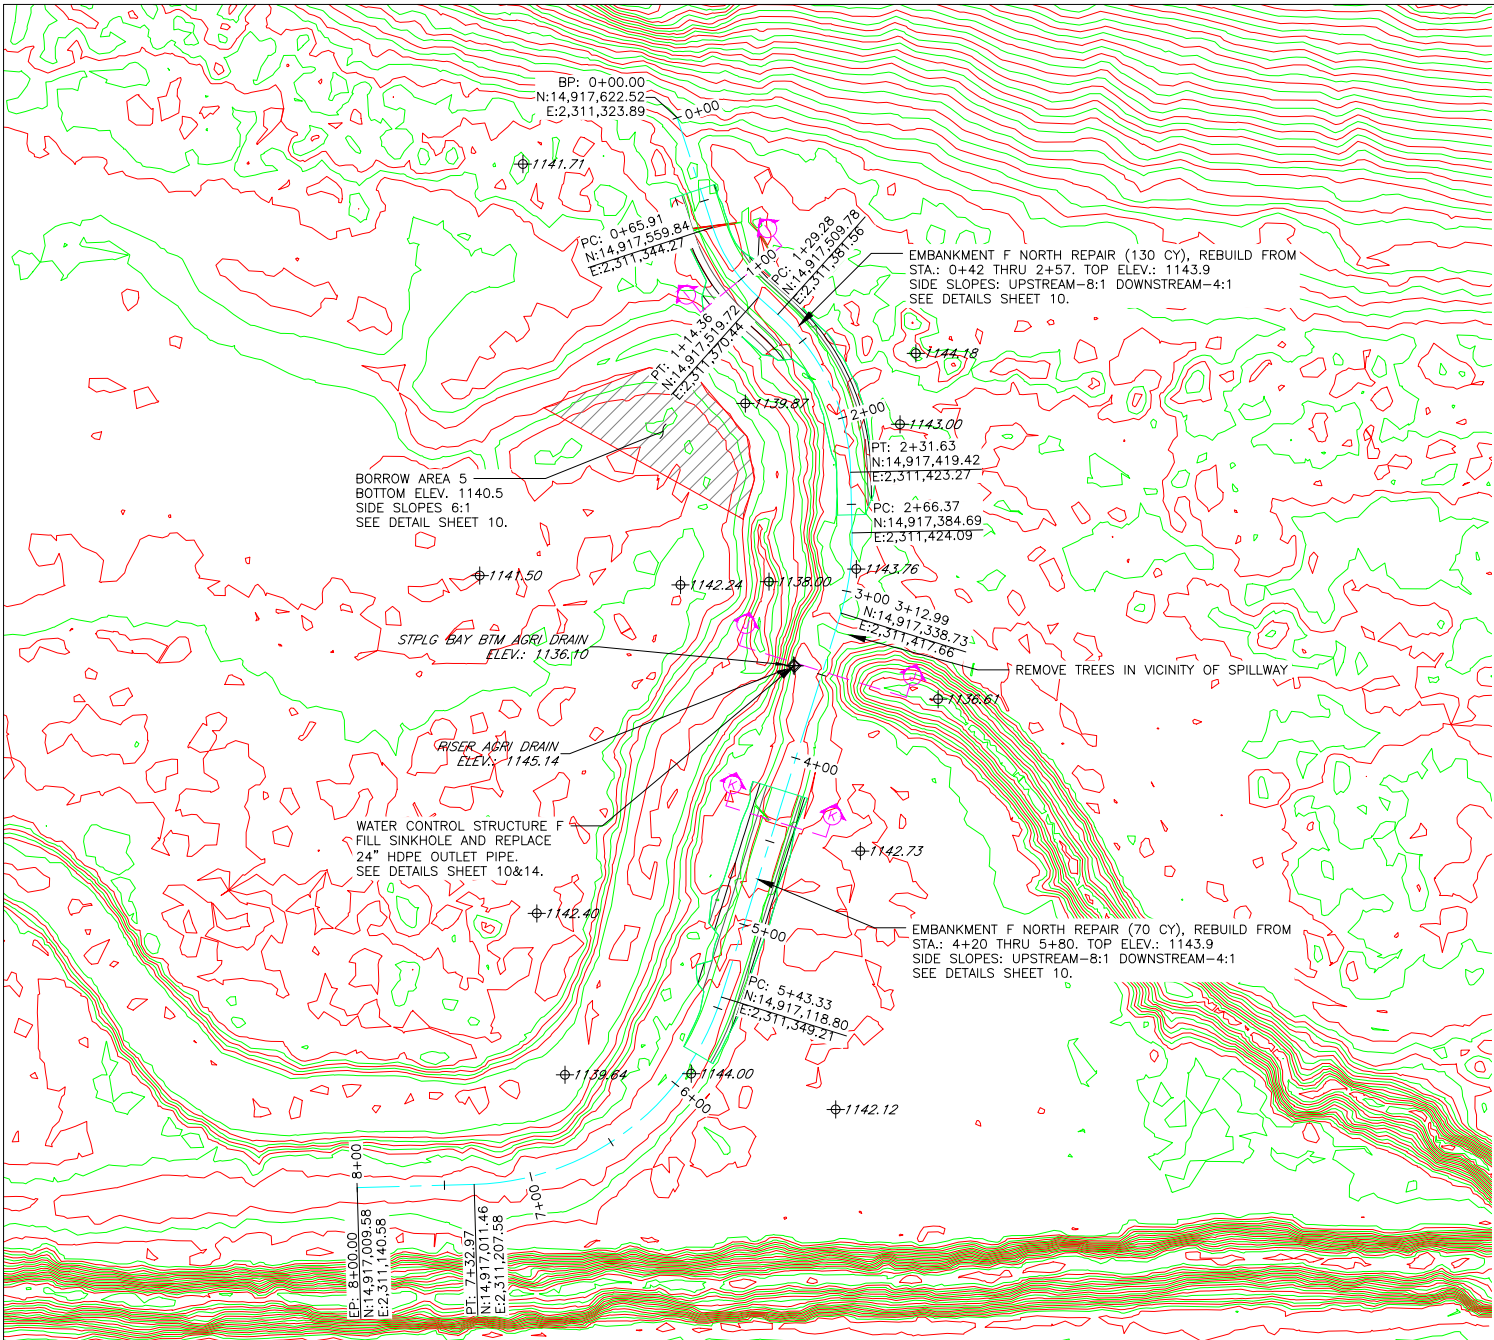 BP: 0+00.00
N:14,917,622.52
E:2,311,323.89
0+00
1141.71
PC: 0+65.91
N:14,917,559.84
E:2,311,344.27
1+00
PC: 1+29.28
N:14,917,509.78
E:2,311,381.56
EMBANKMENT F NORTH REPAIR (130 CY), REBUILD FROM
STA.: 0+42 THRU 2+57. TOP ELEV.: 1143.9
SIDE SLOPES: UPSTREAM-8:1 DOWNSTREAM-4:1
SEE DETAILS SHEET 10.
PT: 1+14.36
N:14,917,519.72
E:2,311,370.44
1144.18
1139.87
2+00
1143.00
PT: 2+31.63
N:14,917,419.42
E:2,311,423.27
BORROW AREA 5
BOTTOM ELEV. 1140.5
SIDE SLOPES 6:1
SEE DETAIL SHEET 10.
PC: 2+66.37
N:14,917,384.69
E:2,311,424.09
1141.50
1142.24
1138.00
1143.76
3+00
3+12.99
N:14,917,338.73
E:2,311,417.66
J
STPLG BAY BTM AGRI DRAIN
ELEV.: 1136.10
REMOVE TREES IN VICINITY OF SPILLWAY
J
1136.61
RISER AGRI DRAIN
ELEV.: 1145.14
4+00
K
K
WATER CONTROL STRUCTURE F
FILL SINKHOLE AND REPLACE
24" HDPE OUTLET PIPE.
SEE DETAILS SHEET 10&14.
1142.73
1142.40
5+00
EMBANKMENT F NORTH REPAIR (70 CY), REBUILD FROM
STA.: 4+20 THRU 5+80. TOP ELEV.: 1143.9
SIDE SLOPES: UPSTREAM-8:1 DOWNSTREAM-4:1
SEE DETAILS SHEET 10.
PC: 5+43.33
N:14,917,118.80
E:2,311,349.21
1139.64
1144.00
6+00
1142.12
7+00
8+00
EP: 8+00.00
N:14,917,009.58
E:2,311,140.58
PT: 7+32.97
N:14,917,011.46
E:2,311,207.58